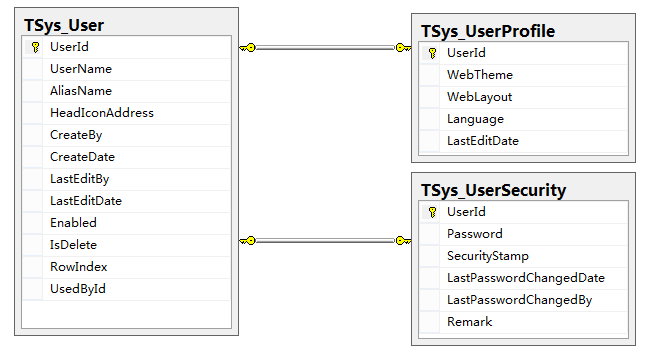 TSys_User
UserId
UserName
AliasName
HeadIconAddress
CreateBy
CreateDate
LastEditBy
LastEditDate
Enabled
IsDelete
RowIndex
UsedById
TSys_UserProfile
UserId
WebTheme
WebLayout
Language
LastEditDate
TSys_UserSecurity
UserId
Password
SecurityStamp
LastPasswordChangedDate
LastPasswordChangedBy
Remark